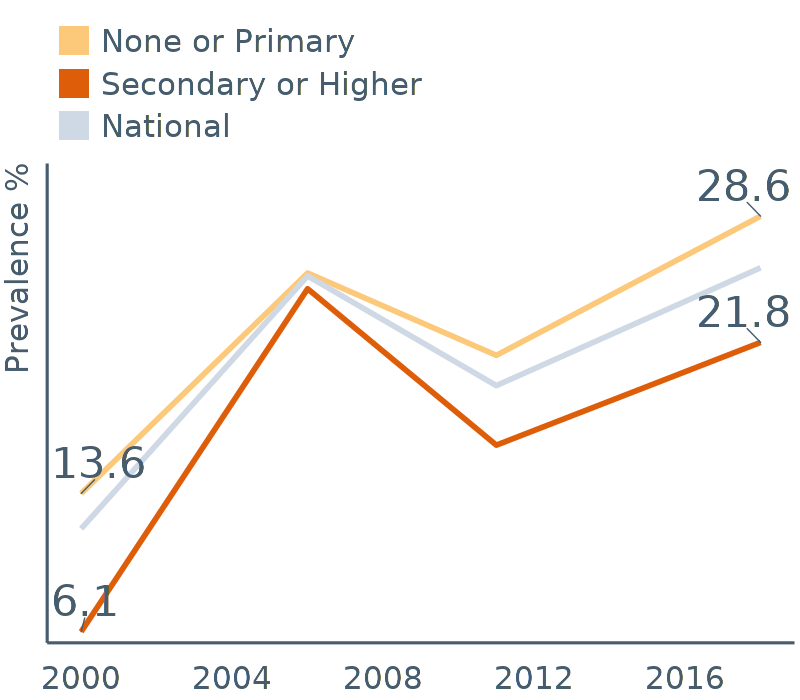 None or Primary
Secondary or Higher
National
Prevalence %
28.6
21.8
13.6
6.1
2000 2004 2008 2012 2016